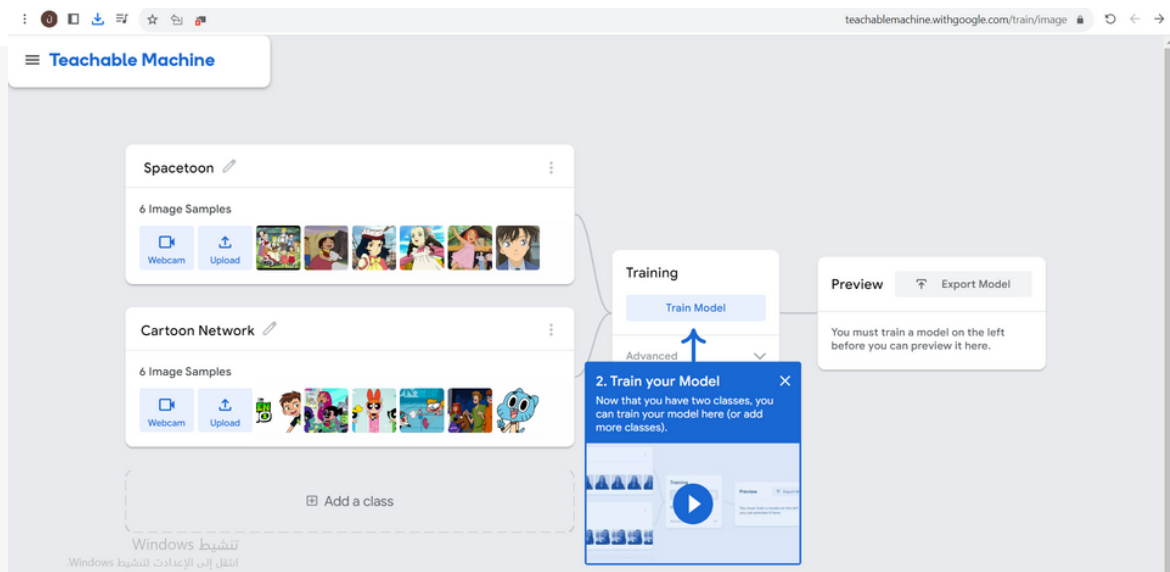 teachablemachine.withgoogle.com/train/image
Teachable Machine
Spacetoon
6 Image Samples
Webcam
Upload
Cartoon Network
6 Image Samples
Webcam
Upload
Add a class
Training
Train Model
Advanced
2. Train your Model
Now that you have two classes, you
can train your model here (or add
more classes).
Preview
Export Model
You must train a model on the left
before you can preview it here.
تنشيط Windows
انتقل إلى الإعدادات لتنشيط Windows.